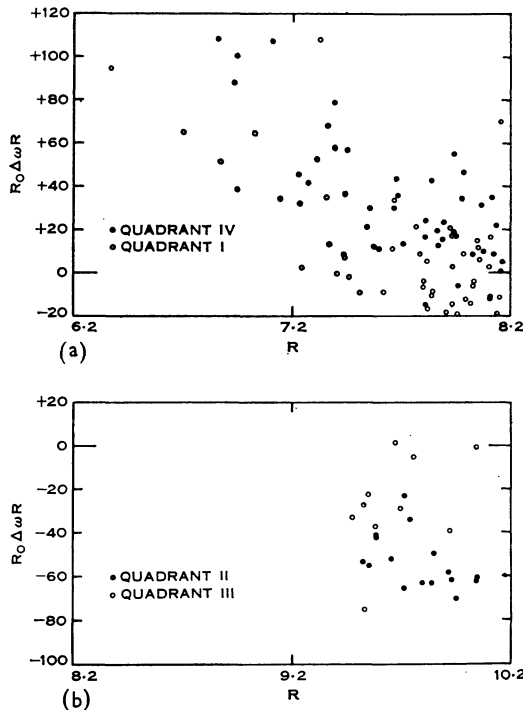 +120
+100
+80
+60
+40
+20
0
-20
R₀ΔωR
• QUADRANT IV
○ QUADRANT I
6·2
7·2
8·2
(a)
R
+20
0
-20
-40
-60
-80
-100
R₀ΔωR
• QUADRANT II
○ QUADRANT III
8·2
9·2
10·2
(b)
R